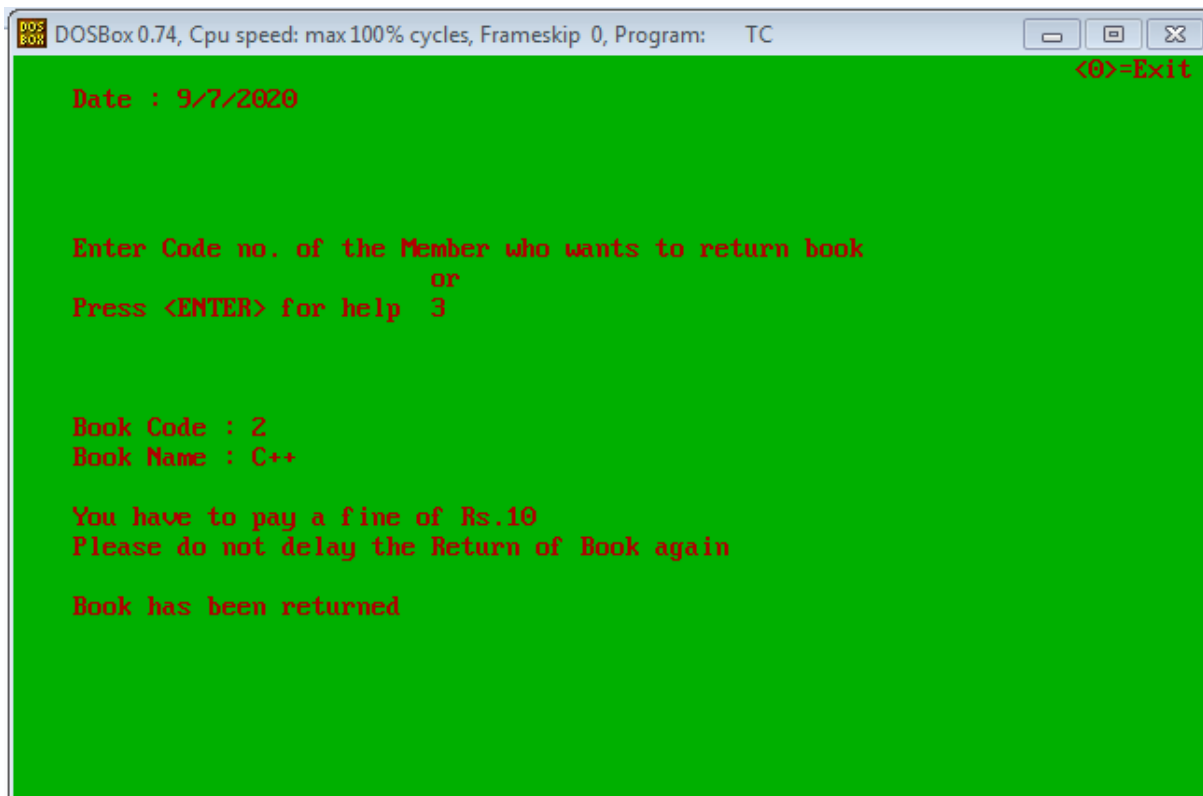 DOS BOX DOSBox 0.74, Cpu speed: max 100% cycles, Frameskip 0, Program: TC
<0>=Exit
Date : 9/7/2020
Enter Code no. of the Member who wants to return book
or
Press <ENTER> for help 3
Book Code : 2
Book Name : C++
You have to pay a fine of Rs.10
Please do not delay the Return of Book again
Book has been returned